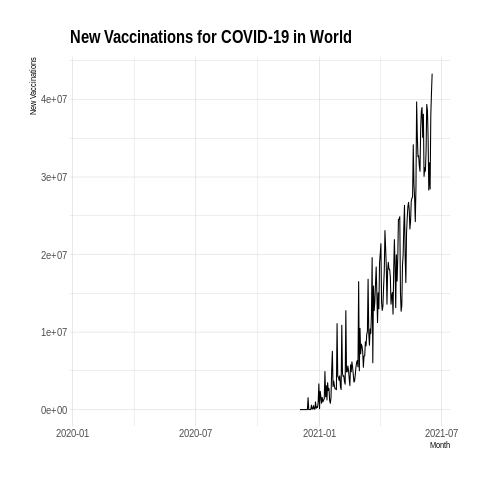 New Vaccinations for COVID-19 in World
New Vaccinations
4e+07
3e+07
2e+07
1e+07
0e+00
2020-01 2020-07 2021-01 2021-07
Month